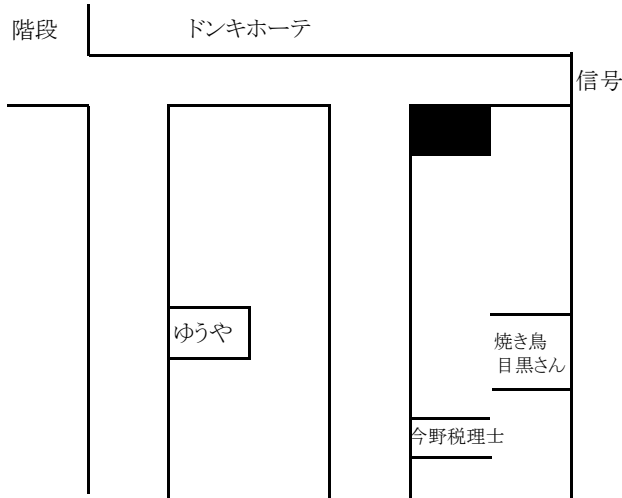 階段
ドンキホーテ
信号
ゆうや
焼き鳥
目黒さん
今野税理士